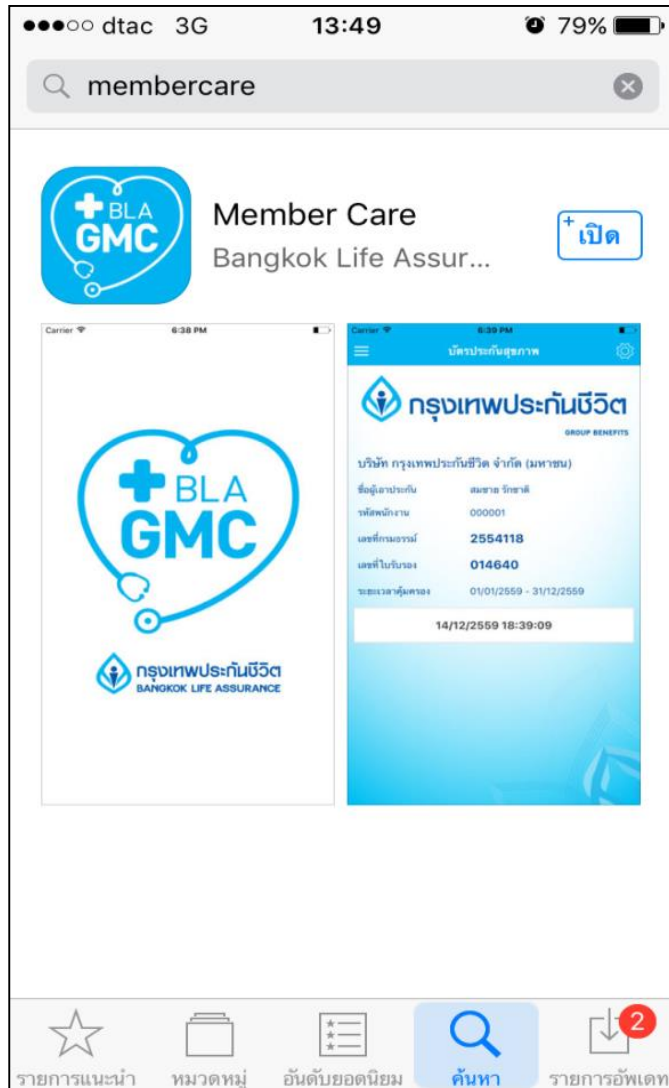 dtac 3G 13:49 79%
membercare
BLA
GMC
Member Care
Bangkok Life Assur...
เปิด
Carrier 6:38 PM
BLA
GMC
กรุงเทพประกันชีวิต
BANGKOK LIFE ASSURANCE
Carrier 6:39 PM
บัตรประกันสุขภาพ
กรุงเทพประกันชีวิต
GROUP BENEFITS
บริษัท กรุงเทพประกันชีวิต จำกัด (มหาชน)
ชื่อผู้เอาประกัน สมชาย รักชาติ
รหัสพนักงาน 000001
เลขที่กรมธรรม์ 2554118
เลขที่ใบรับรอง 014640
ระยะเวลาคุ้มครอง 01/01/2559 - 31/12/2559
14/12/2559 18:39:09
2
รายการแนะนำ หมวดหมู่ อันดับยอดนิยม ค้นหา รายการอัพเดท